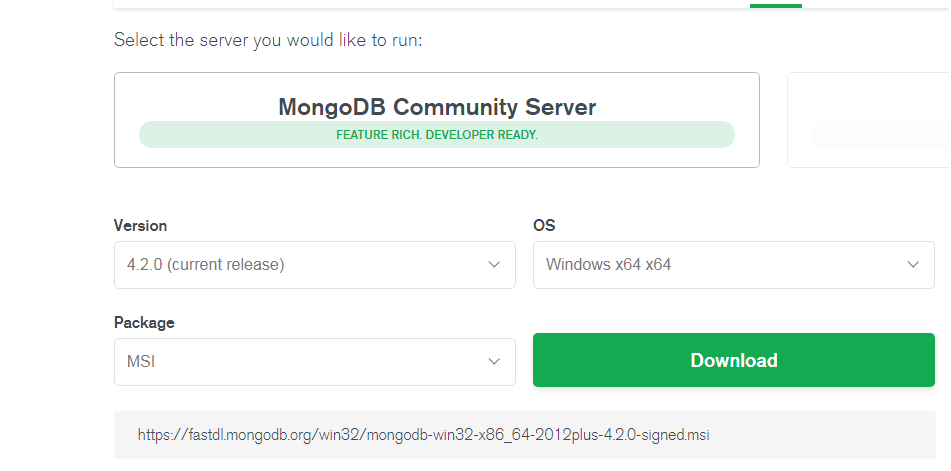 Select the server you would like to run:
MongoDB Community Server
FEATURE RICH. DEVELOPER READY.
Version
OS
4.2.0 (current release)
Windows x64 x64
Package
MSI
Download
https://fastdl.mongodb.org/win32/mongodb-win32-x86_64-2012plus-4.2.0-signed.msi